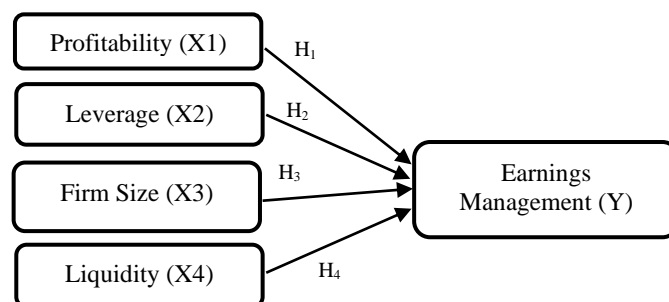 Profitability (X1)
H₁
Leverage (X2)
H₂
Firm Size (X3)
H₃
Earnings
Management (Y)
Liquidity (X4)
H₄